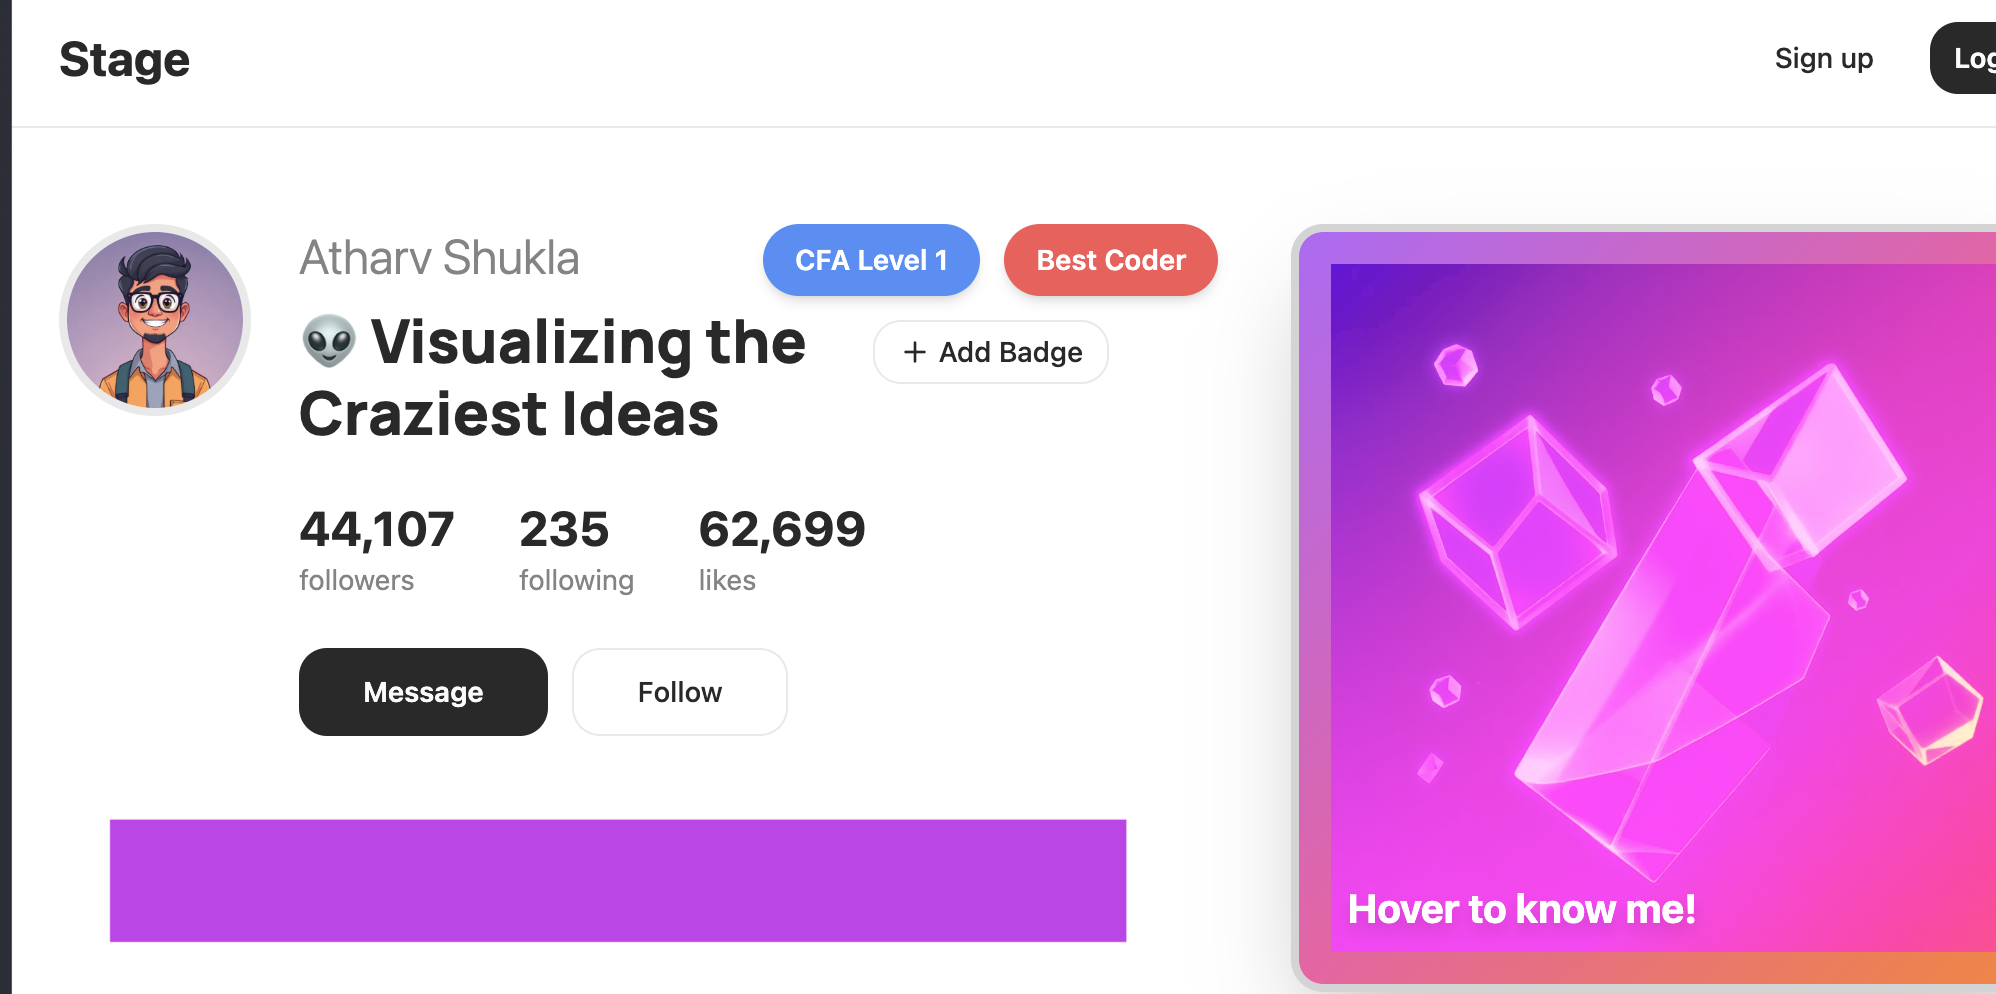 Stage
Sign up
Log
Atharv Shukla
CFA Level 1
Best Coder
👽 Visualizing the
Craziest Ideas
+ Add Badge
44,107
followers
235
following
62,699
likes
Message
Follow
Hover to know me!